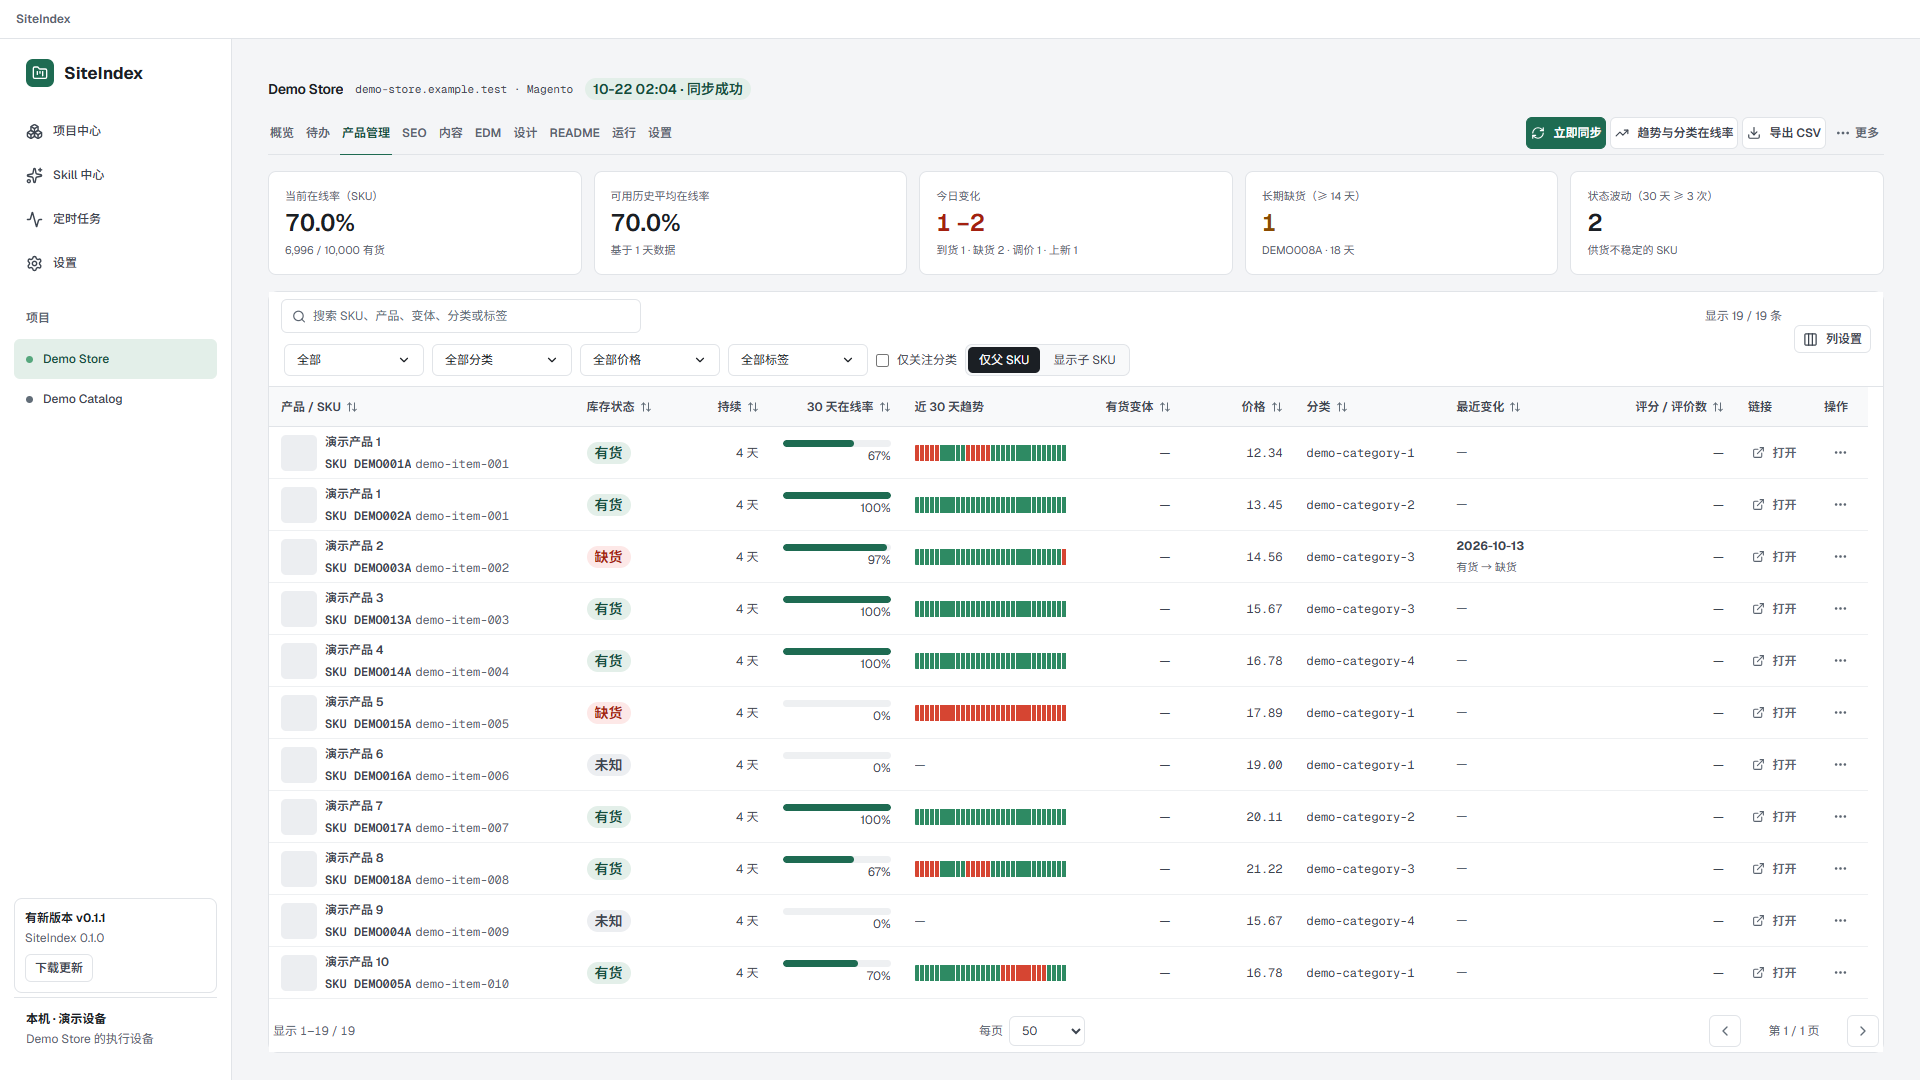 SiteIndex
SiteIndex
项目中心
Skill 中心
定时任务
设置
项目
Demo Store
Demo Catalog
有新版本 v0.1.1
SiteIndex 0.1.0
下载更新
本机 · 演示设备
Demo Store 的执行设备
Demo Store demo-store.example.test · Magento 10-22 02:04 · 同步成功
概览 待办 产品管理 SEO 内容 EDM 设计 README 运行 设置
立即同步 趋势与分类在线率 导出 CSV 更多
当前在线率（SKU）
70.0%
6,996 / 10,000 有货
可用历史平均在线率
70.0%
基于 1 天数据
今日变化
1 −2
到货 1 · 缺货 2 · 调价 1 · 上新 1
长期缺货（≥ 14 天）
1
DEMO008A · 18 天
状态波动（30 天 ≥ 3 次）
2
供货不稳定的 SKU
搜索 SKU、产品、变体、分类或标签
显示 19 / 19 条
列设置
全部 全部分类 全部价格 全部标签 仅关注分类 仅父 SKU 显示子 SKU
产品 / SKU 库存状态 持续 30 天在线率 近 30 天趋势 有货变体 价格 分类 最近变化 评分 / 评价数 链接 操作
演示产品 1
SKU DEMO001A demo-item-001 有货 4 天 67% — 12.34 demo-category-1 — — 打开
演示产品 1
SKU DEMO002A demo-item-001 有货 4 天 100% — 13.45 demo-category-2 — — 打开
演示产品 2
SKU DEMO003A demo-item-002 缺货 4 天 97% — 14.56 demo-category-3 2026-10-13 有货 → 缺货 — 打开
演示产品 3
SKU DEMO013A demo-item-003 有货 4 天 100% — 15.67 demo-category-3 — — 打开
演示产品 4
SKU DEMO014A demo-item-004 有货 4 天 100% — 16.78 demo-category-4 — — 打开
演示产品 5
SKU DEMO015A demo-item-005 缺货 4 天 0% — 17.89 demo-category-1 — — 打开
演示产品 6
SKU DEMO016A demo-item-006 未知 4 天 0% — — 19.00 demo-category-1 — — 打开
演示产品 7
SKU DEMO017A demo-item-007 有货 4 天 100% — 20.11 demo-category-2 — — 打开
演示产品 8
SKU DEMO018A demo-item-008 有货 4 天 67% — 21.22 demo-category-3 — — 打开
演示产品 9
SKU DEMO004A demo-item-009 未知 4 天 0% — — 15.67 demo-category-4 — — 打开
演示产品 10
SKU DEMO005A demo-item-010 有货 4 天 70% — 16.78 demo-category-1 — — 打开
显示 1–19 / 19 每页 50 第 1 / 1 页